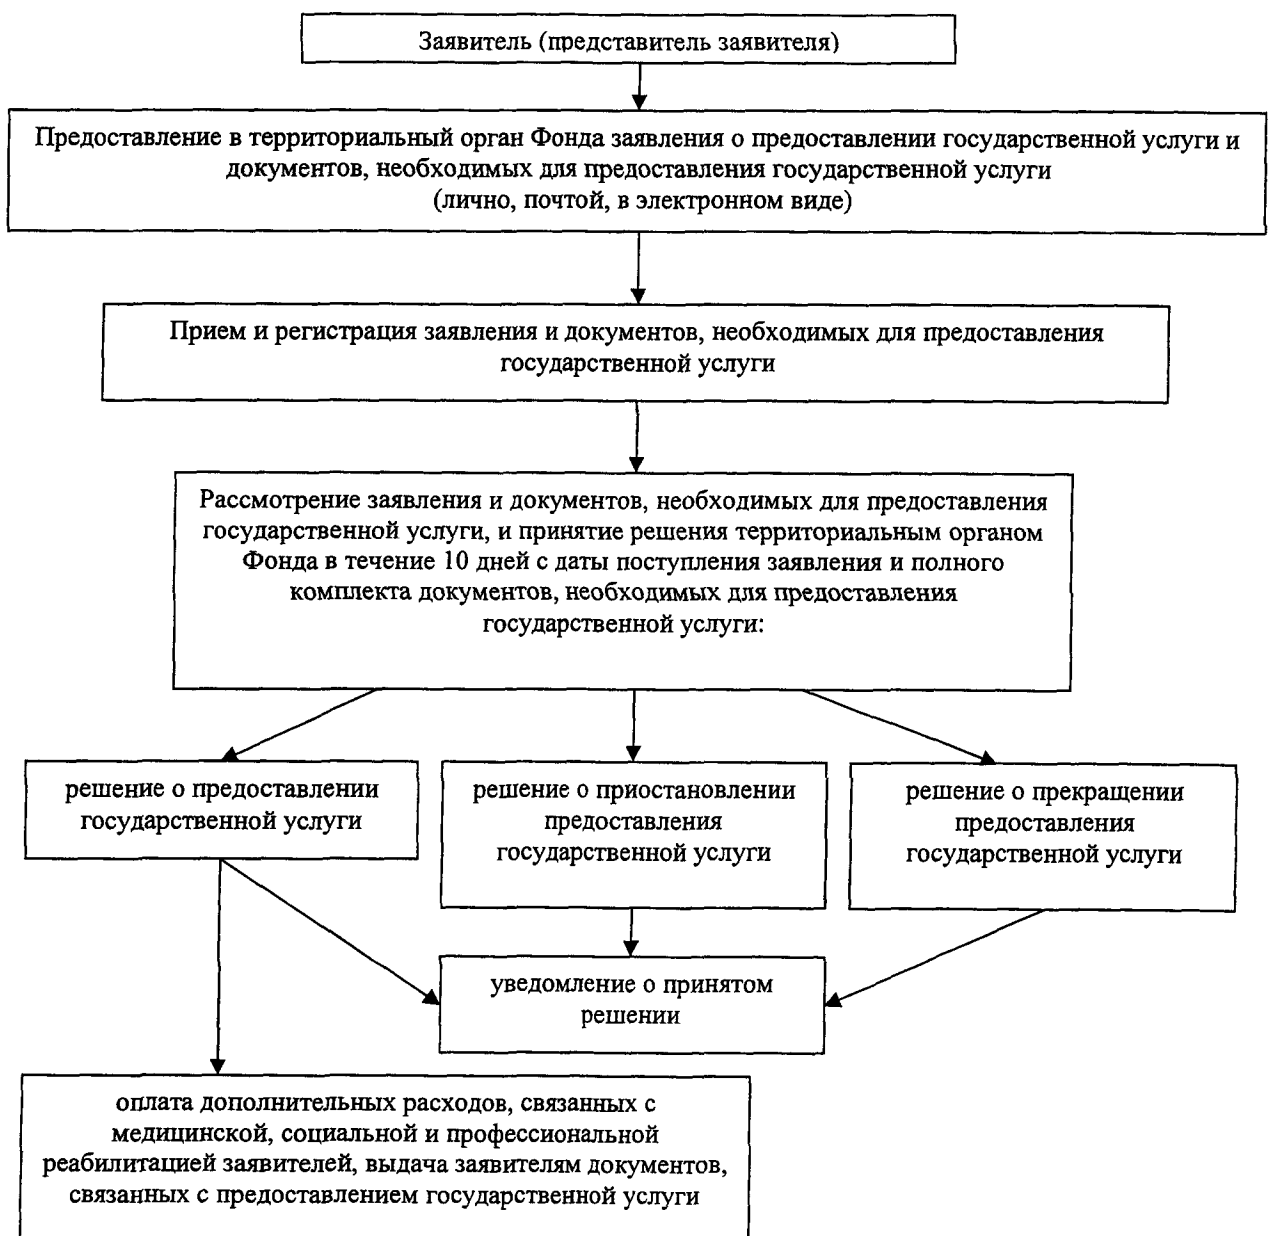 Заявитель (представитель заявителя)
Предоставление в территориальный орган Фонда заявления о предоставлении государственной услуги и
документов, необходимых для предоставления государственной услуги
(лично, почтой, в электронном виде)
Прием и регистрация заявления и документов, необходимых для предоставления
государственной услуги
Рассмотрение заявления и документов, необходимых для предоставления
государственной услуги, и принятие решения территориальным органом
Фонда в течение 10 дней с даты поступления заявления и полного
комплекта документов, необходимых для предоставления
государственной услуги:
решение о предоставлении
государственной услуги
решение о приостановлении
предоставления
государственной услуги
решение о прекращении
предоставления
государственной услуги
уведомление о принятом
решении
оплата дополнительных расходов, связанных с
медицинской, социальной и профессиональной
реабилитацией заявителей, выдача заявителям документов,
связанных с предоставлением государственной услуги